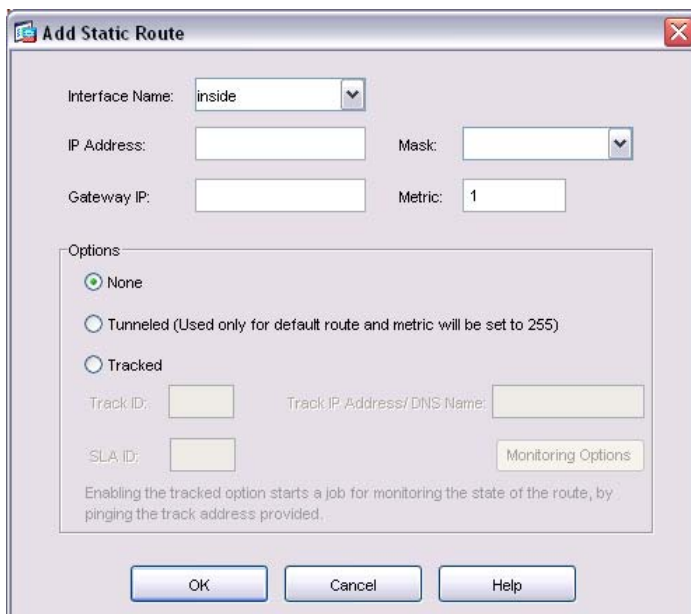 Add Static Route
Interface Name: inside
IP Address: Mask:
Gateway IP: Metric: 1
Options
None
Tunneled (Used only for default route and metric will be set to 255)
Tracked
Track ID: Track IP Address/ DNS Name:
SLA ID: Monitoring Options
Enabling the tracked option starts a job for monitoring the state of the route, by
pinging the track address provided.
OK Cancel Help